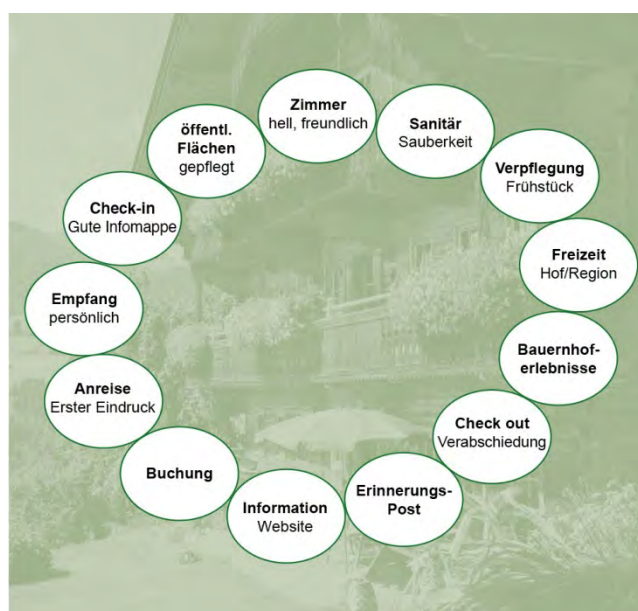 Zimmer
hell, freundlich
Sanitär
Sauberkeit
Verpflegung
Frühstück
Freizeit
Hof/Region
Bauernhof-
erlebnisse
Check out
Verabschiedung
Erinnerungs-
Post
Information
Website
Buchung
Anreise
Erster Eindruck
Empfang
persönlich
Check-in
Gute Infomappe
öffentl.
Flächen
gepflegt